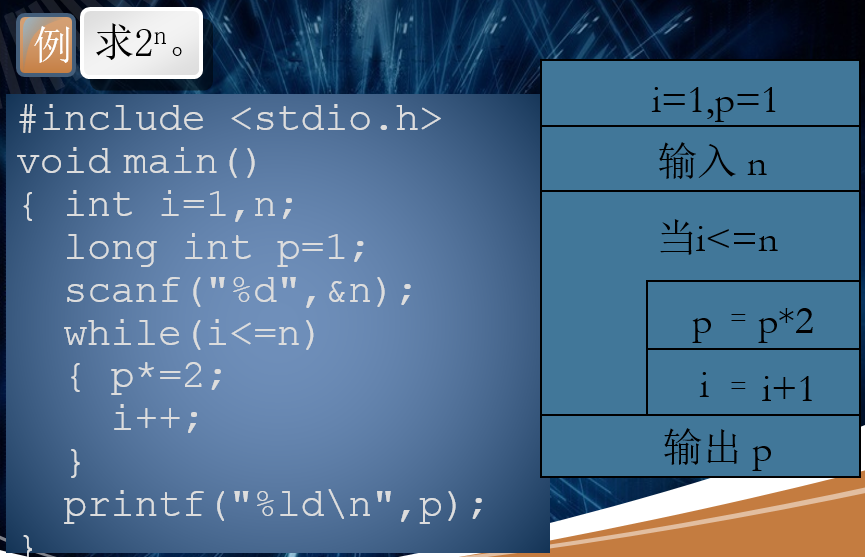 例 求2ⁿ。
#include <stdio.h>
void main()
{ int i=1,n;
long int p=1;
scanf("%d",&n);
while(i<=n)
{ p*=2;
i++;
}
printf("%ld\n",p);
}
i=1,p=1
输入 n
当i<=n
p = p*2
i = i+1
输出 p